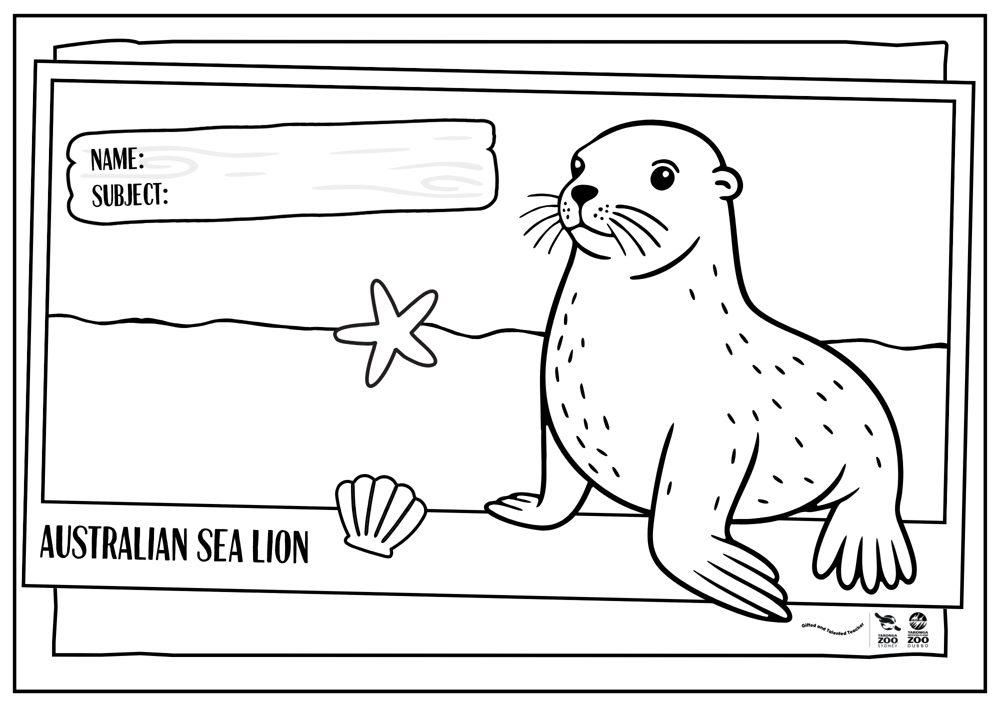 NAME:
SUBJECT:
AUSTRALIAN SEA LION
Gifted and Talented Teacher
TARONGA
ZOO
SYDNEY
TARONGA
WESTERN PLAINS
ZOO
DUBBO